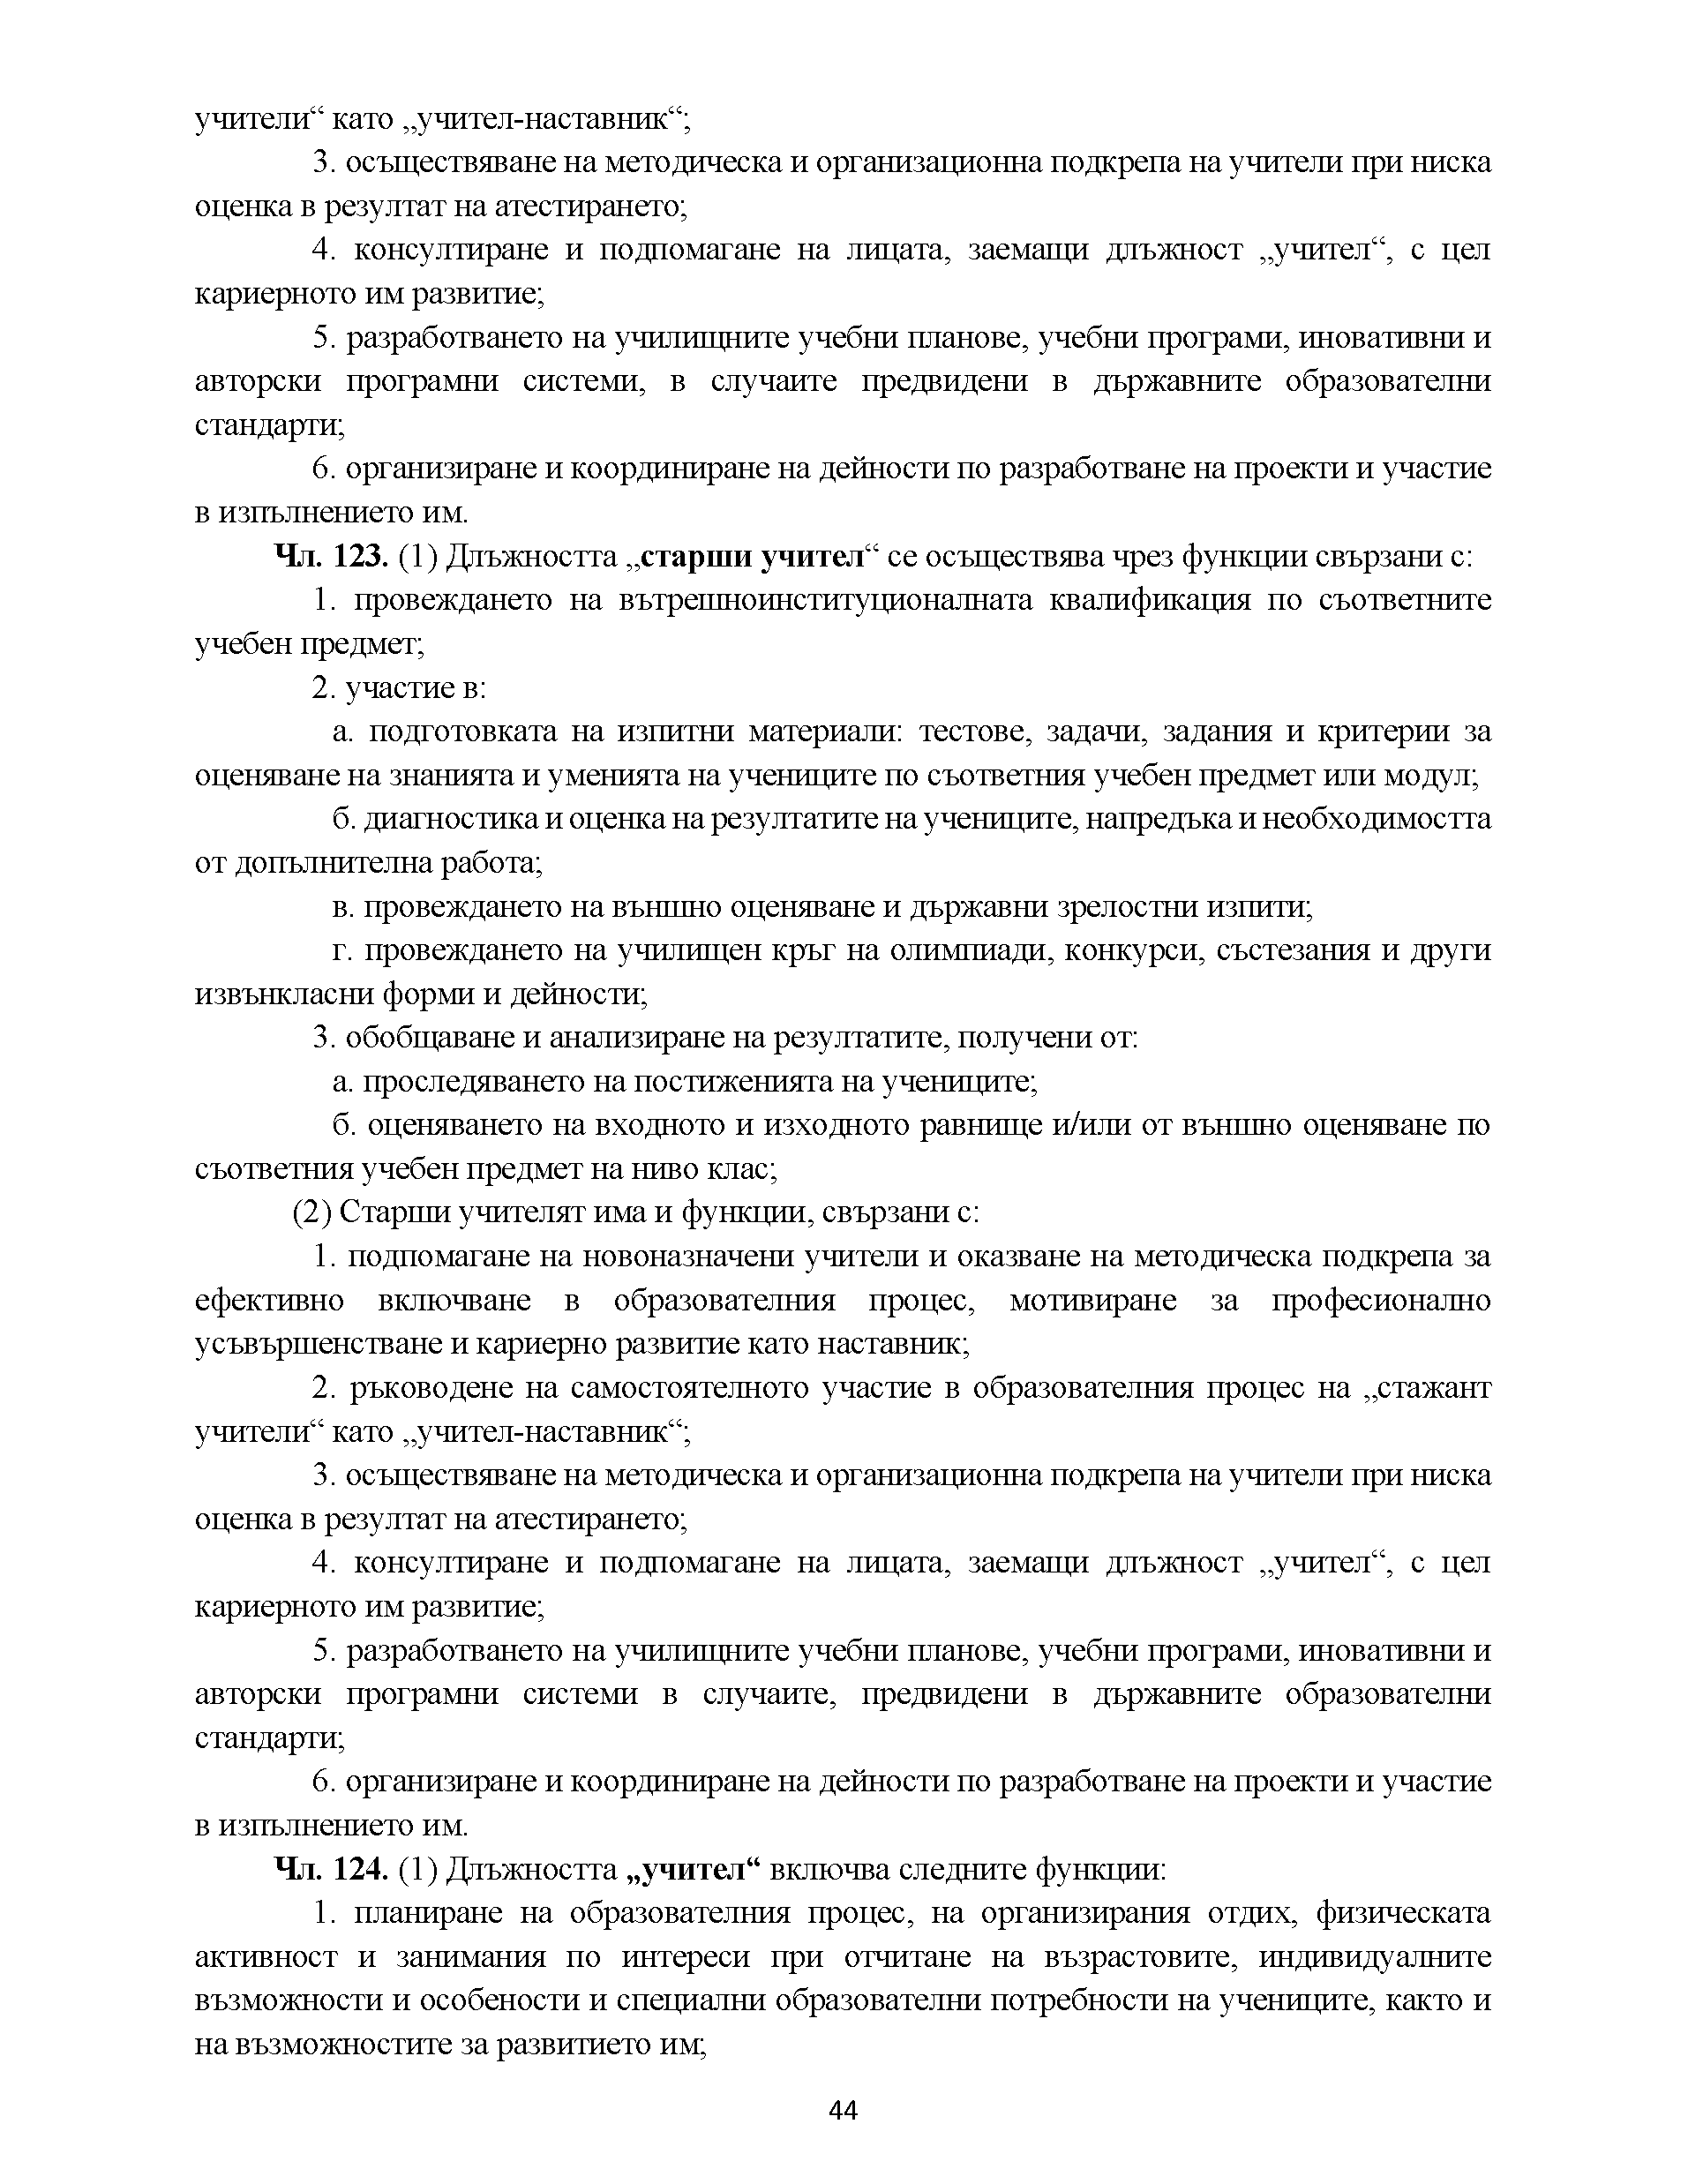 учители“ като „учител-наставник“;
3. осъществяване на методическа и организационна подкрепа на учители при ниска
оценка в резултат на атестирането;
4. консултиране и подпомагане на лицата, заемащи длъжност „учител“, с цел
кариерното им развитие;
5. разработването на училищните учебни планове, учебни програми, иновативни и
авторски програмни системи, в случаите предвидени в държавните образователни
стандарти;
6. организиране и координиране на дейности по разработване на проекти и участие
в изпълнението им.
Чл. 123. (1) Длъжността „старши учител“ се осъществява чрез функции свързани с:
1. провеждането на вътрешноинституционалната квалификация по съответните
учебен предмет;
2. участие в:
а. подготовката на изпитни материали: тестове, задачи, задания и критерии за
оценяване на знанията и уменията на учениците по съответния учебен предмет или модул;
б. диагностика и оценка на резултатите на учениците, напредъка и необходимостта
от допълнителна работа;
в. провеждането на външно оценяване и държавни зрелостни изпити;
г. провеждането на училищен кръг на олимпиади, конкурси, състезания и други
извънкласни форми и дейности;
3. обобщаване и анализиране на резултатите, получени от:
а. проследяването на постиженията на учениците;
б. оценяването на входното и изходното равнище и/или от външно оценяване по
съответния учебен предмет на ниво клас;
(2) Старши учителят има и функции, свързани с:
1. подпомагане на новоназначени учители и оказване на методическа подкрепа за
ефективно включване в образователния процес, мотивиране за професионално
усъвършенстване и кариерно развитие като наставник;
2. ръководене на самостоятелното участие в образователния процес на „стажант
учители“ като „учител-наставник“;
3. осъществяване на методическа и организационна подкрепа на учители при ниска
оценка в резултат на атестирането;
4. консултиране и подпомагане на лицата, заемащи длъжност „учител“, с цел
кариерното им развитие;
5. разработването на училищните учебни планове, учебни програми, иновативни и
авторски програмни системи в случаите, предвидени в държавните образователни
стандарти;
6. организиране и координиране на дейности по разработване на проекти и участие
в изпълнението им.
Чл. 124. (1) Длъжността „учител“ включва следните функции:
1. планиране на образователния процес, на организирания отдих, физическата
активност и занимания по интереси при отчитане на възрастовите, индивидуалните
възможности и особености и специални образователни потребности на учениците, както и
на възможностите за развитието им;
44